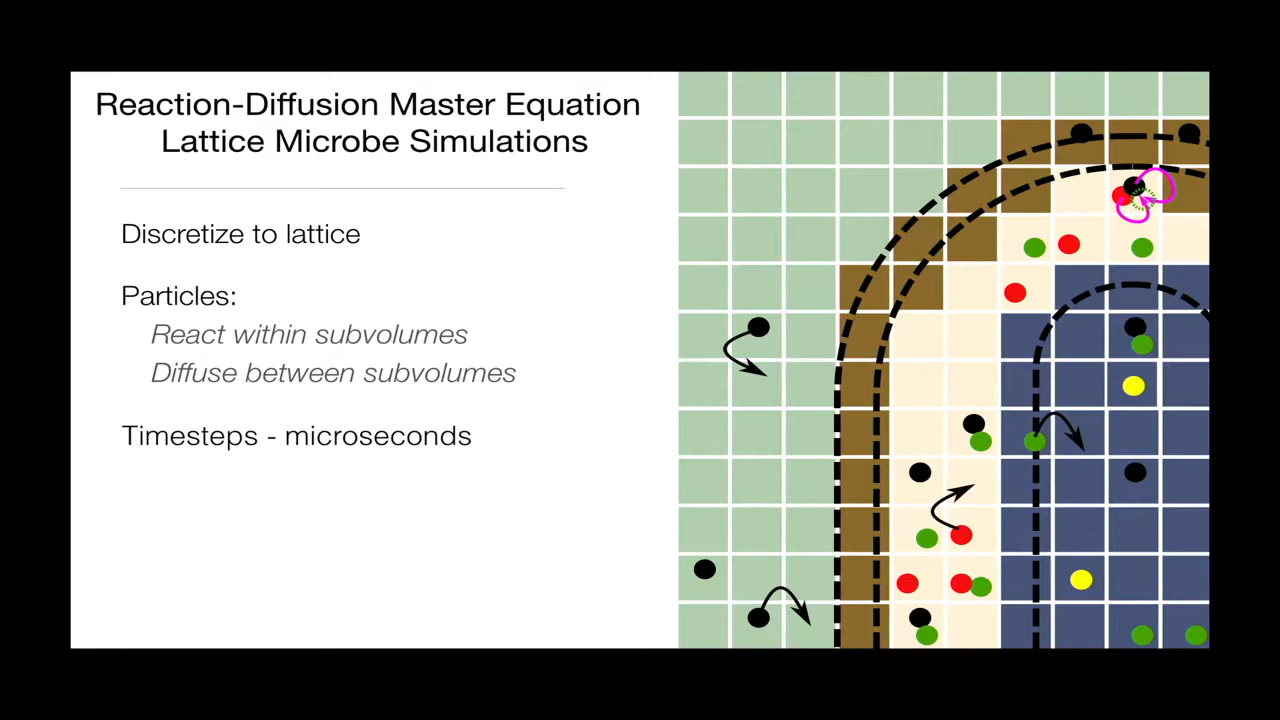 Reaction-Diffusion Master Equation
Lattice Microbe Simulations
Discretize to lattice
Particles:
React within subvolumes
Diffuse between subvolumes
Timesteps - microseconds